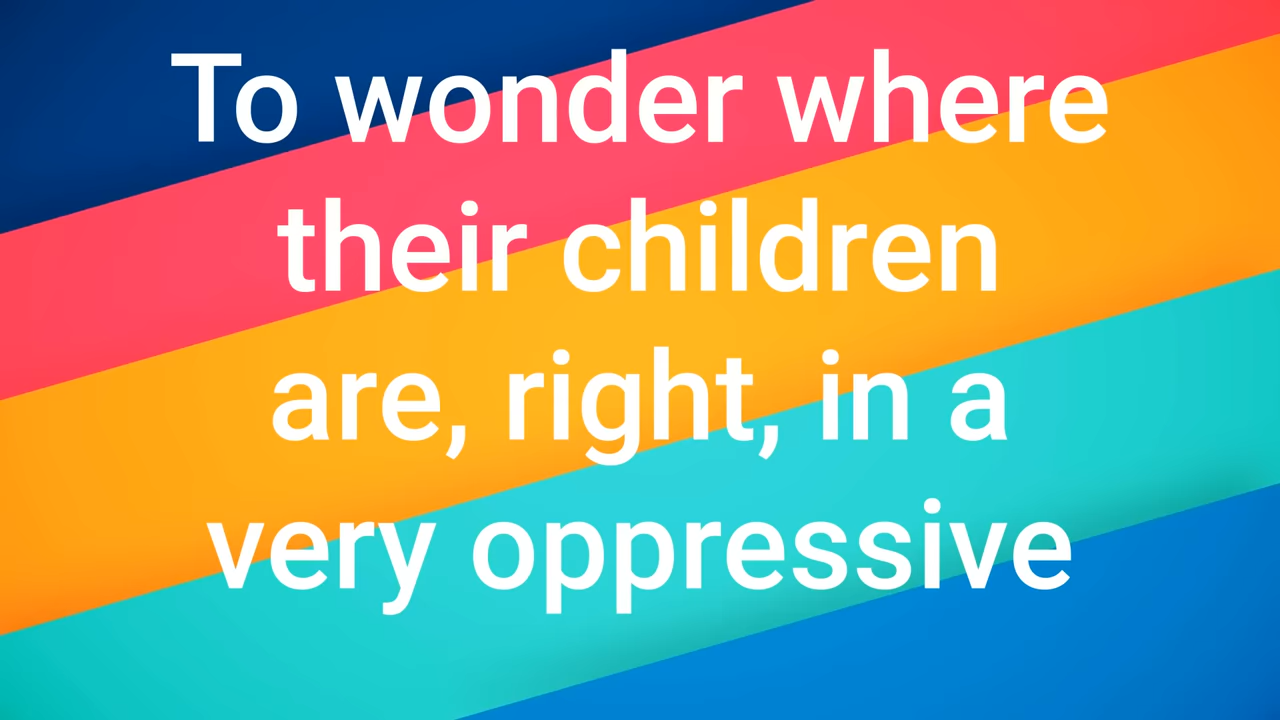 To wonder where
their children
are, right, in a
very oppressive